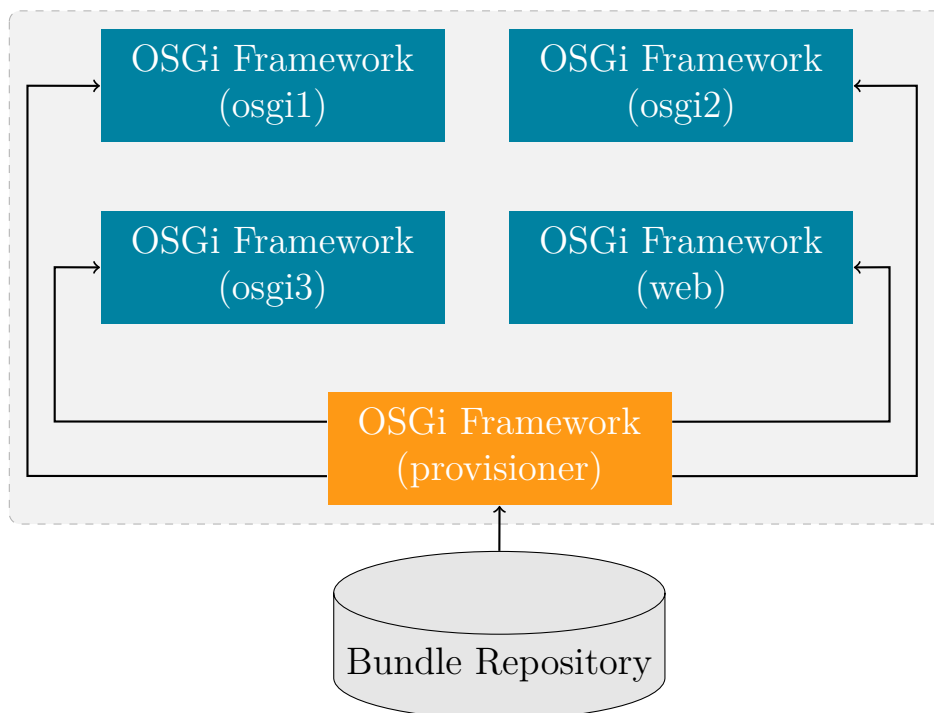 OSGi Framework
(osgi1)
OSGi Framework
(osgi2)
OSGi Framework
(osgi3)
OSGi Framework
(web)
OSGi Framework
(provisioner)
Bundle Repository